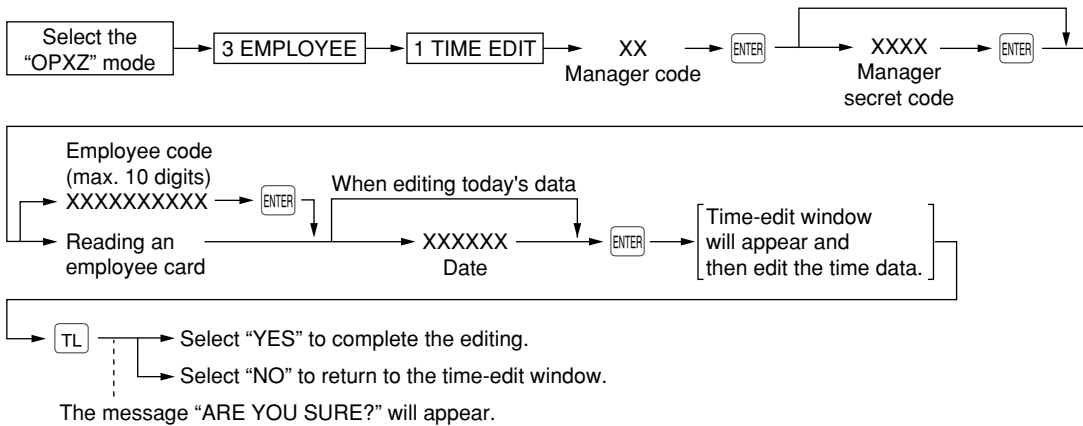 Select the
“OPXZ” mode
3 EMPLOYEE
1 TIME EDIT
XX
Manager code
ENTER
XXXX
Manager
secret code
ENTER
Employee code
(max. 10 digits)
XXXXXXXXXX
ENTER
Reading an
employee card
When editing today's data
XXXXXX
Date
ENTER
Time-edit window
will appear and
then edit the time data.
TL
Select “YES” to complete the editing.
Select “NO” to return to the time-edit window.
The message “ARE YOU SURE?” will appear.